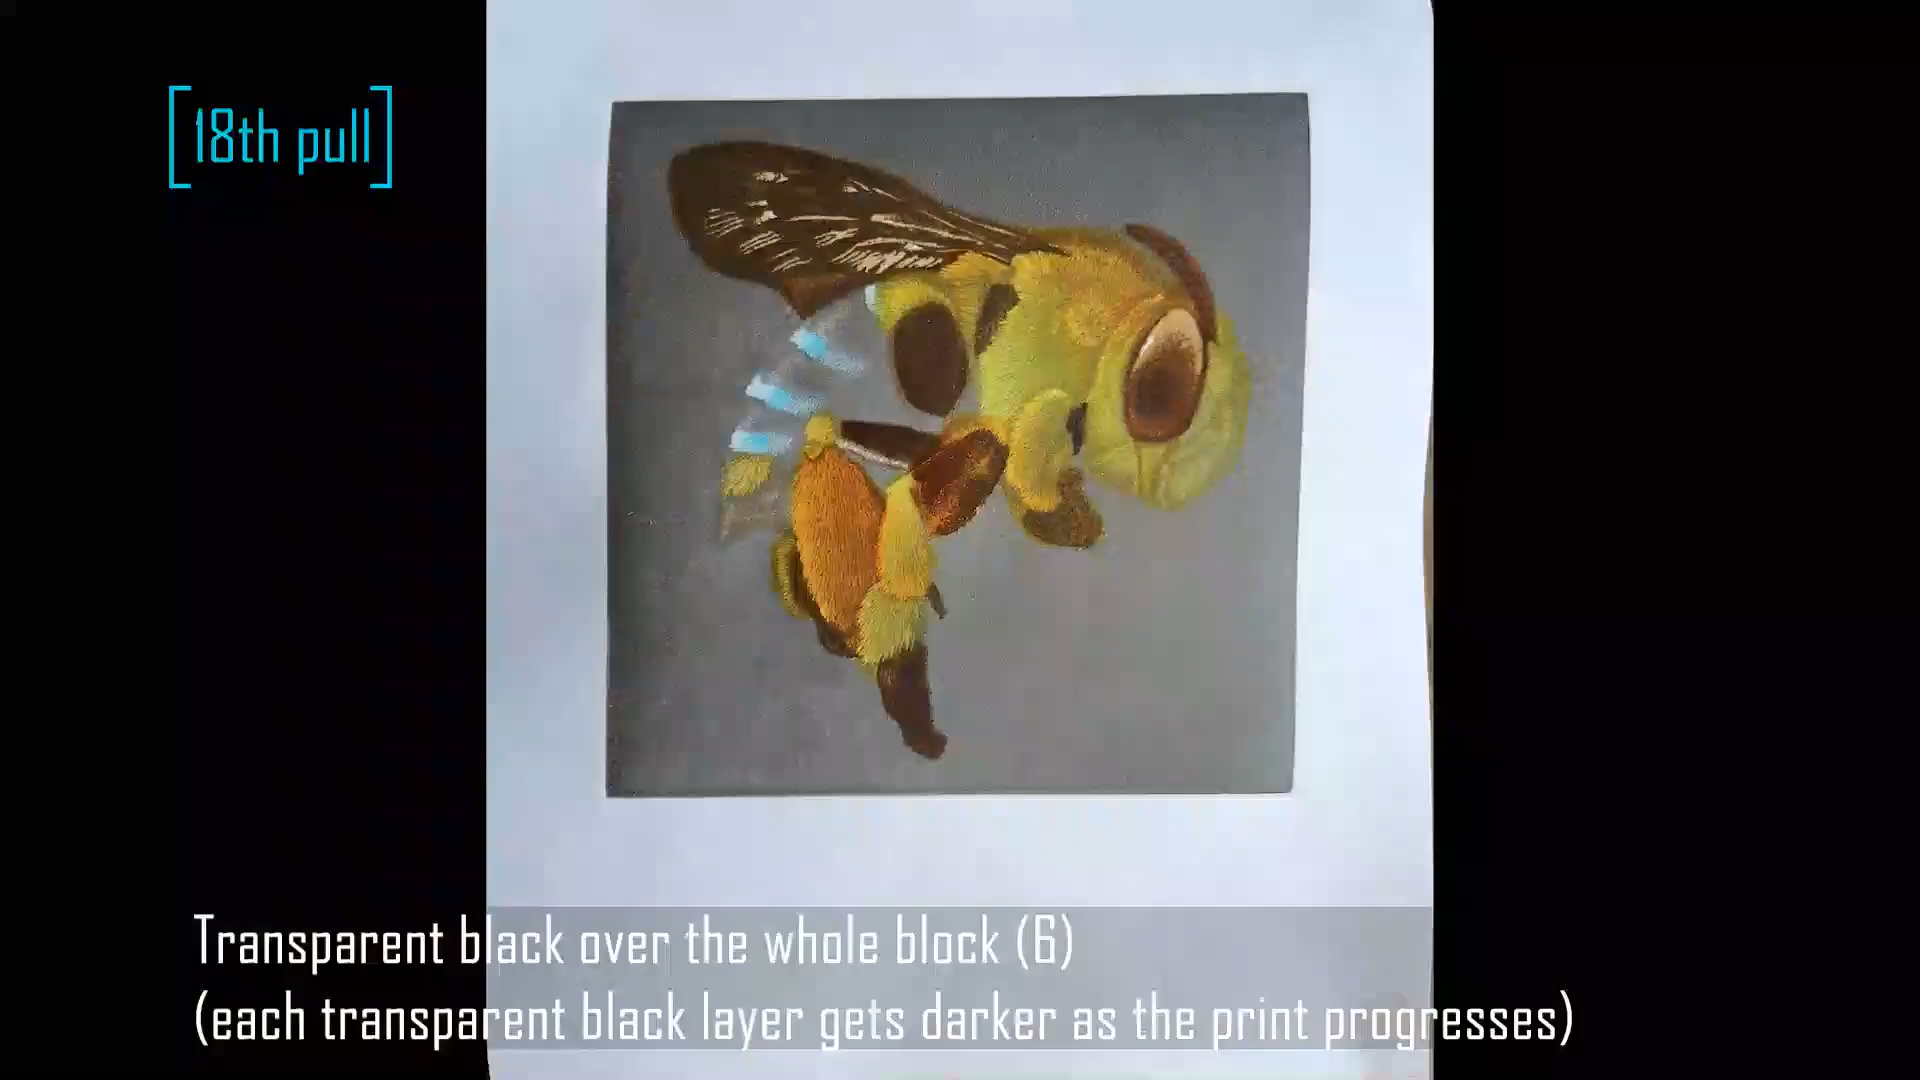 [18th pull]
Transparent black over the whole block (6)
(each transparent black layer gets darker as the print progresses)